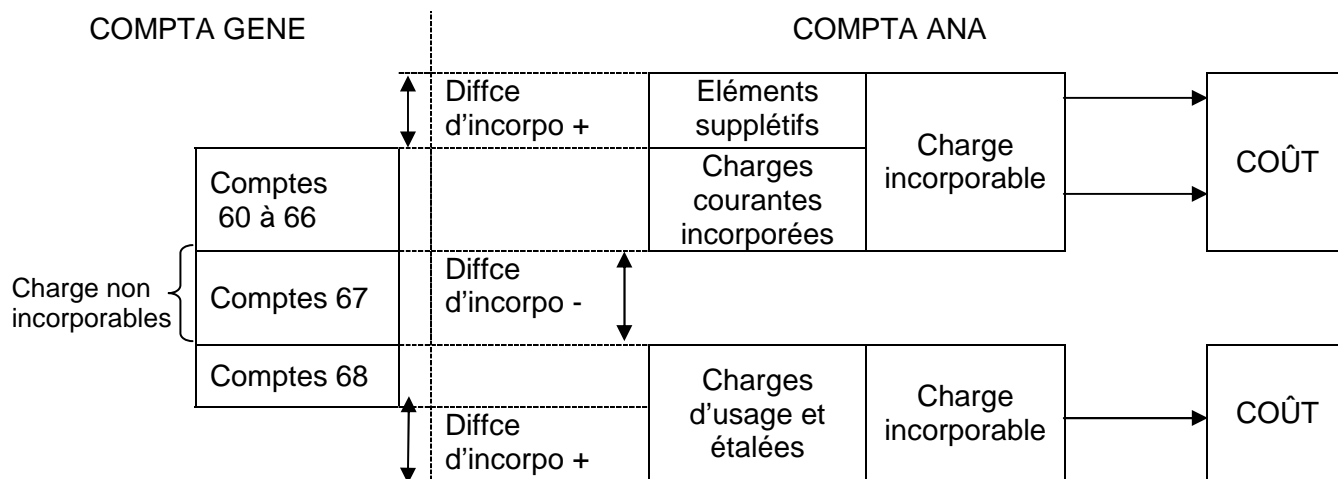 COMPTA GENE
COMPTA ANA
Diffce
d'incorpo +
Eléments
supplétifs
Charge
incorporable
COÛT
Comptes
60 à 66
Charges
courantes
incorporées
Charge non
incorporables
Comptes 67
Diffce
d'incorpo -
Comptes 68
Diffce
d'incorpo +
Charges
d'usage et
étalées
Charge
incorporable
COÛT